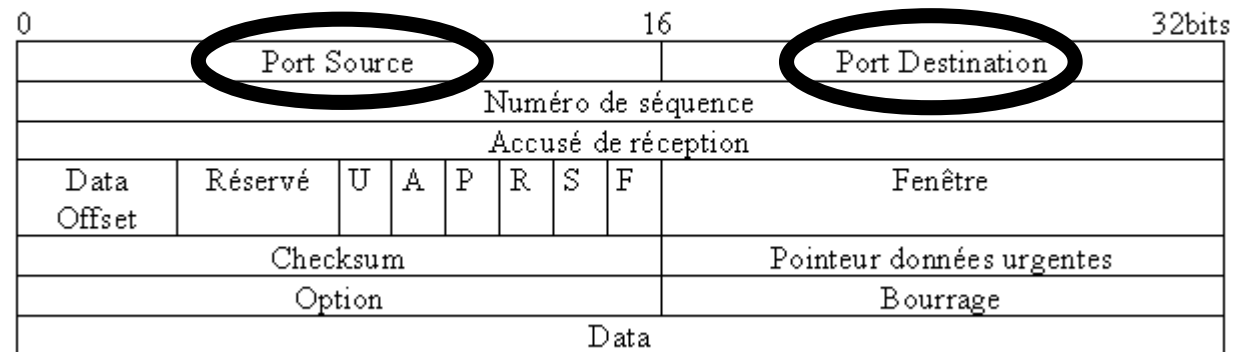 0 16 32bits
Port Source Port Destination
Numéro de séquence
Accusé de réception
Data Offset Réservé U A P R S F Fenêtre
Checksum Pointeur données urgentes
Option Bourrage
Data